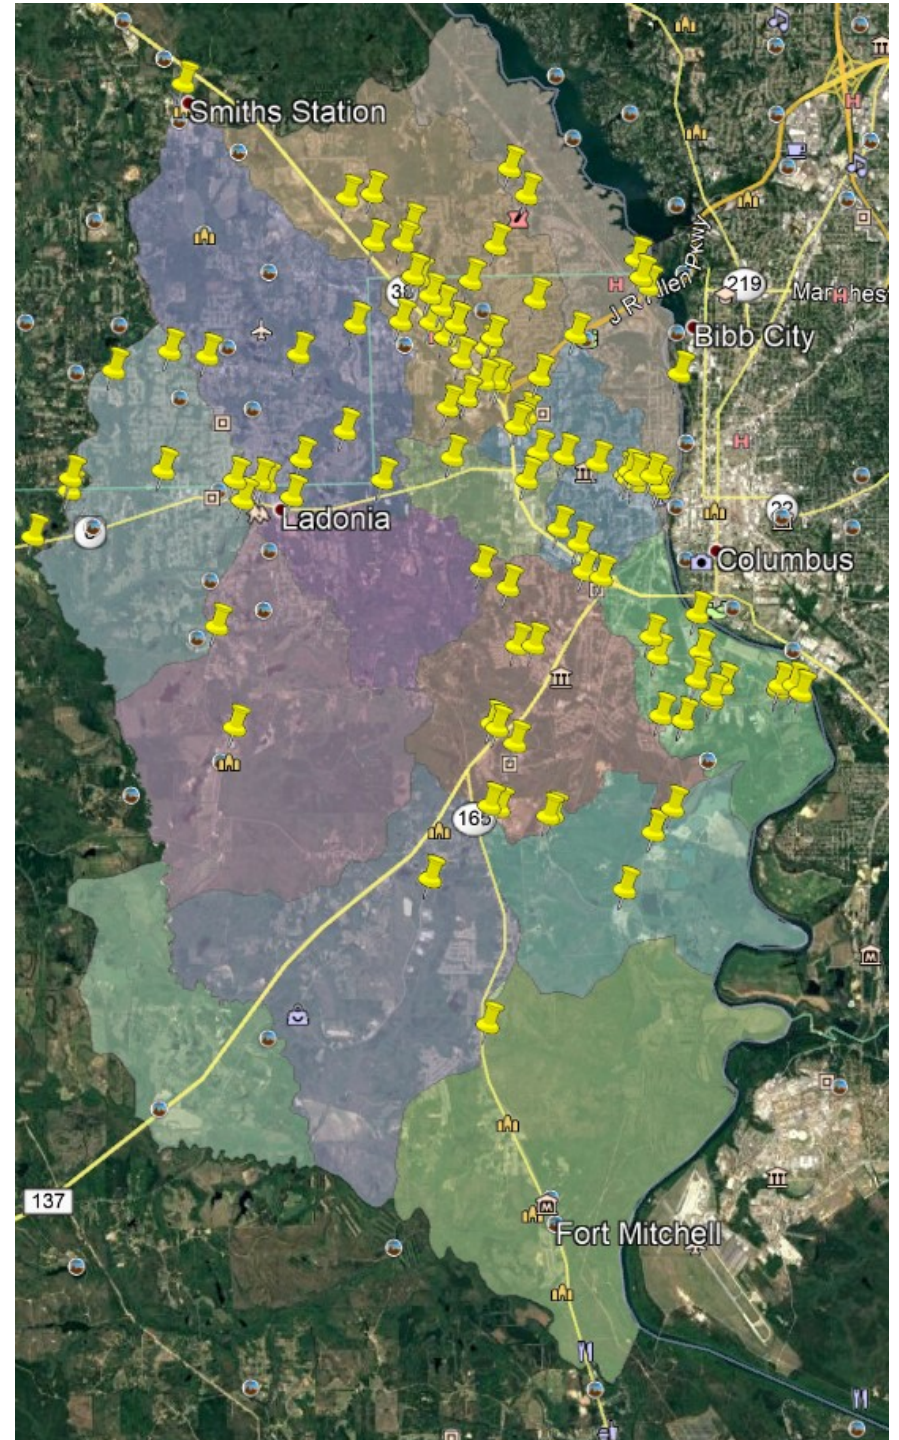 Smiths Station
J R Allen Pkwy
219
Bibb City
Ladonia
22
Columbus
165
137
Fort Mitchell